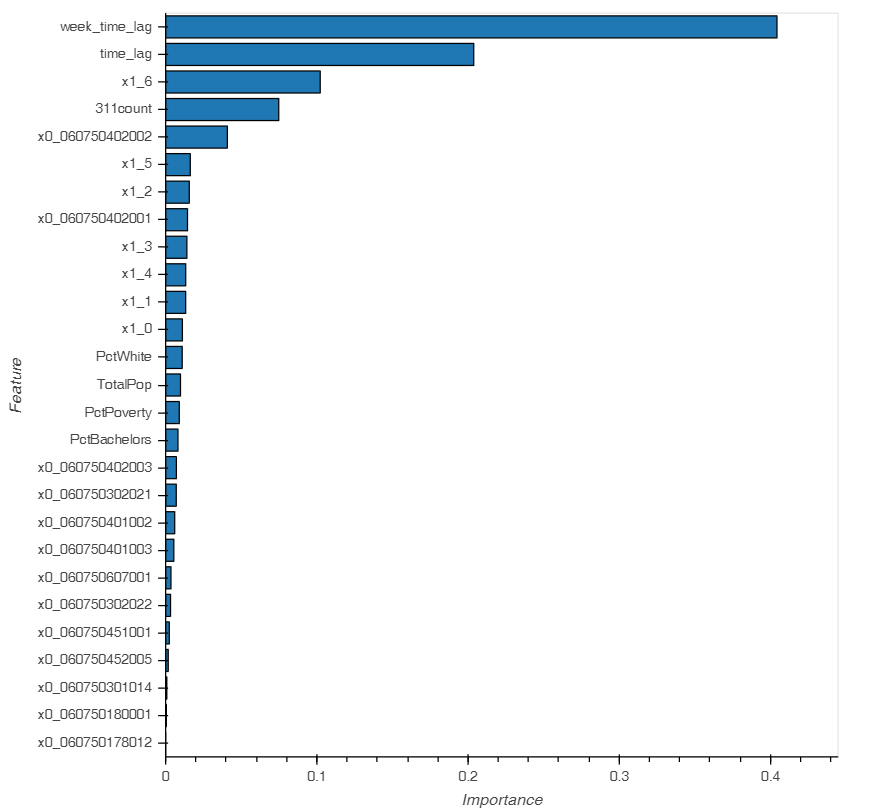 week_time_lag
time_lag
x1_6
311count
x0_060750402002
x1_5
x1_2
x0_060750402001
x1_3
x1_4
x1_1
x1_0
PctWhite
TotalPop
PctPoverty
PctBachelors
x0_060750402003
x0_060750302021
x0_060750401002
x0_060750401003
x0_060750607001
x0_060750302022
x0_060750451001
x0_060750452005
x0_060750301014
x0_060750180001
x0_060750178012
Feature
0 0.1 0.2 0.3 0.4
Importance